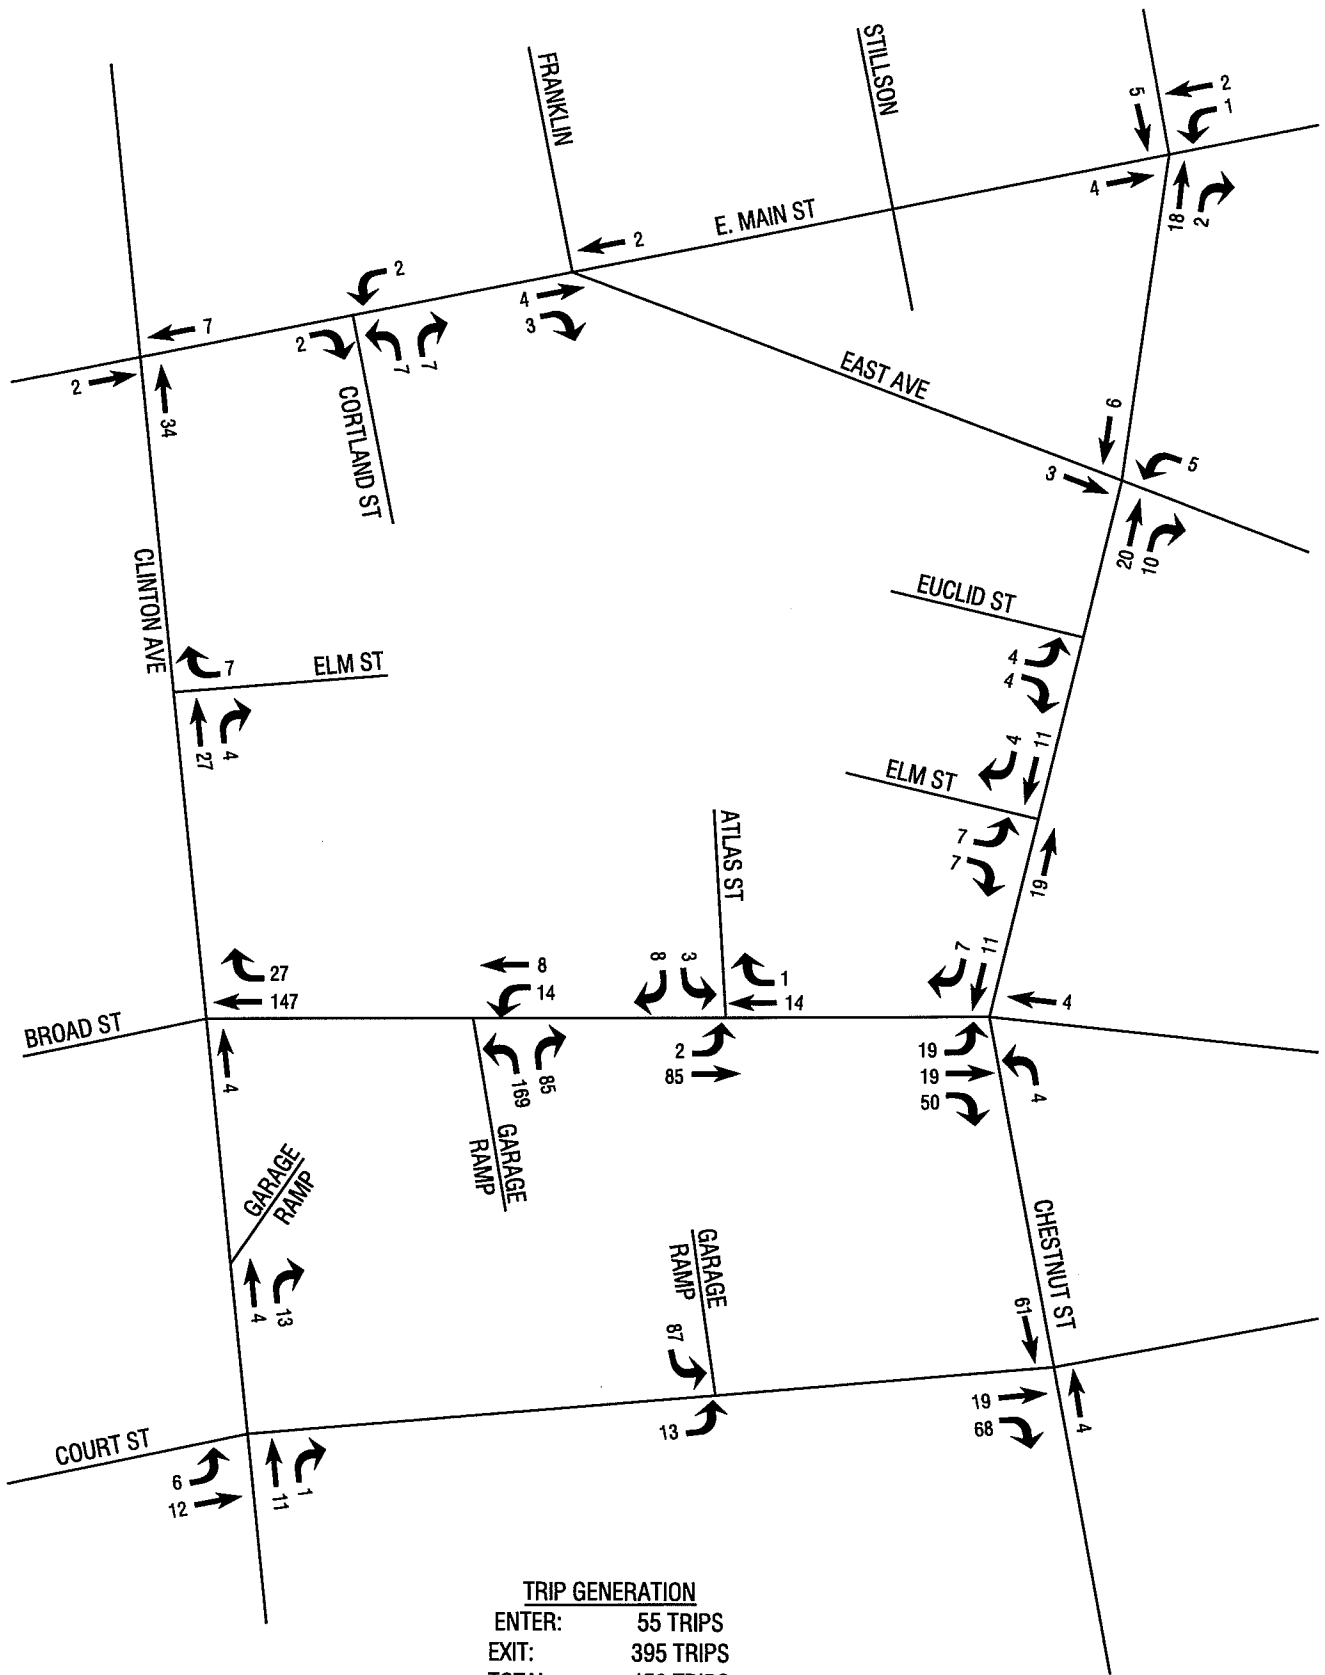 FRANKLIN
STILLSON
5
2
1
4
18
2
E. MAIN ST
2
4
3
2
2
7
7
7
2
34
CORTLAND ST
EAST AVE
6
3
5
20
10
CLINTON AVE
7
ELM ST
27
4
EUCLID ST
4
4
4
11
ELM ST
7
7
19
ATLAS ST
27
147
BROAD ST
4
8
14
169
85
GARAGE
RAMP
8
3
1
14
2
85
7
11
4
19
19
50
4
GARAGE
RAMP
4
13
GARAGE
RAMP
87
13
CHESTNUT ST
61
19
68
4
COURT ST
6
12
11
1
TRIP GENERATION
ENTER: 55 TRIPS
EXIT: 395 TRIPS